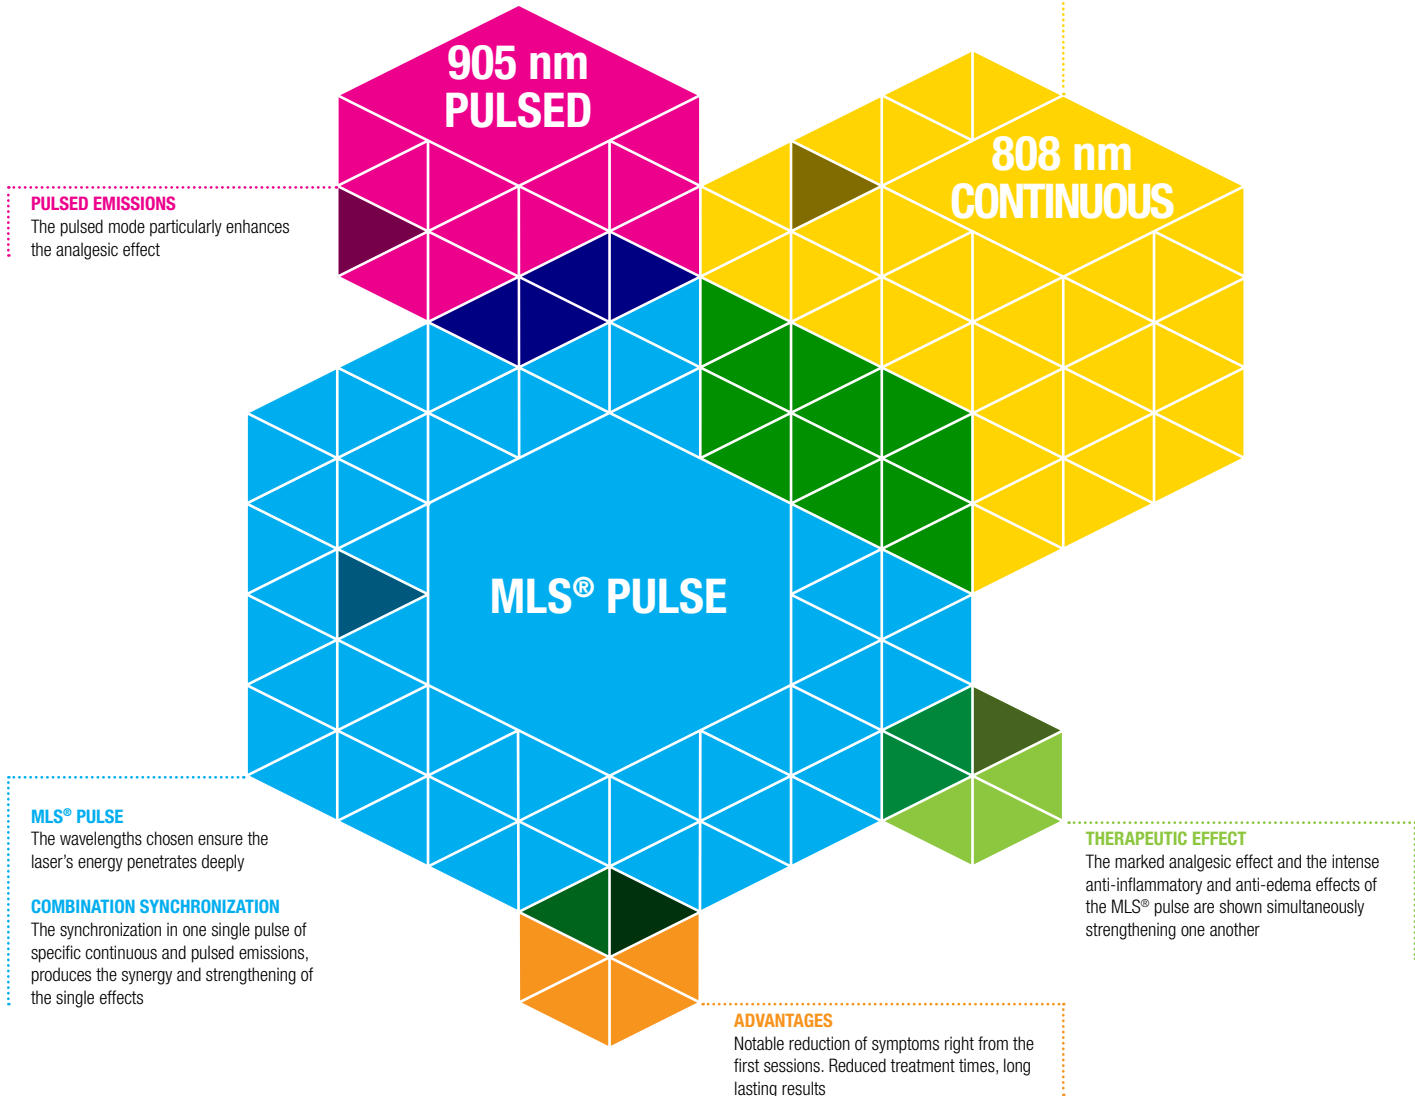 905 nm
PULSED
808 nm
CONTINUOUS
PULSED EMISSIONS
The pulsed mode particularly enhances
the analgesic effect
MLS® PULSE
MLS® PULSE
The wavelengths chosen ensure the
laser's energy penetrates deeply
COMBINATION SYNCHRONIZATION
The synchronization in one single pulse of
specific continuous and pulsed emissions,
produces the synergy and strengthening of
the single effects
THERAPEUTIC EFFECT
The marked analgesic effect and the intense
anti-inflammatory and anti-edema effects of
the MLS® pulse are shown simultaneously
strengthening one another
ADVANTAGES
Notable reduction of symptoms right from the
first sessions. Reduced treatment times, long
lasting results